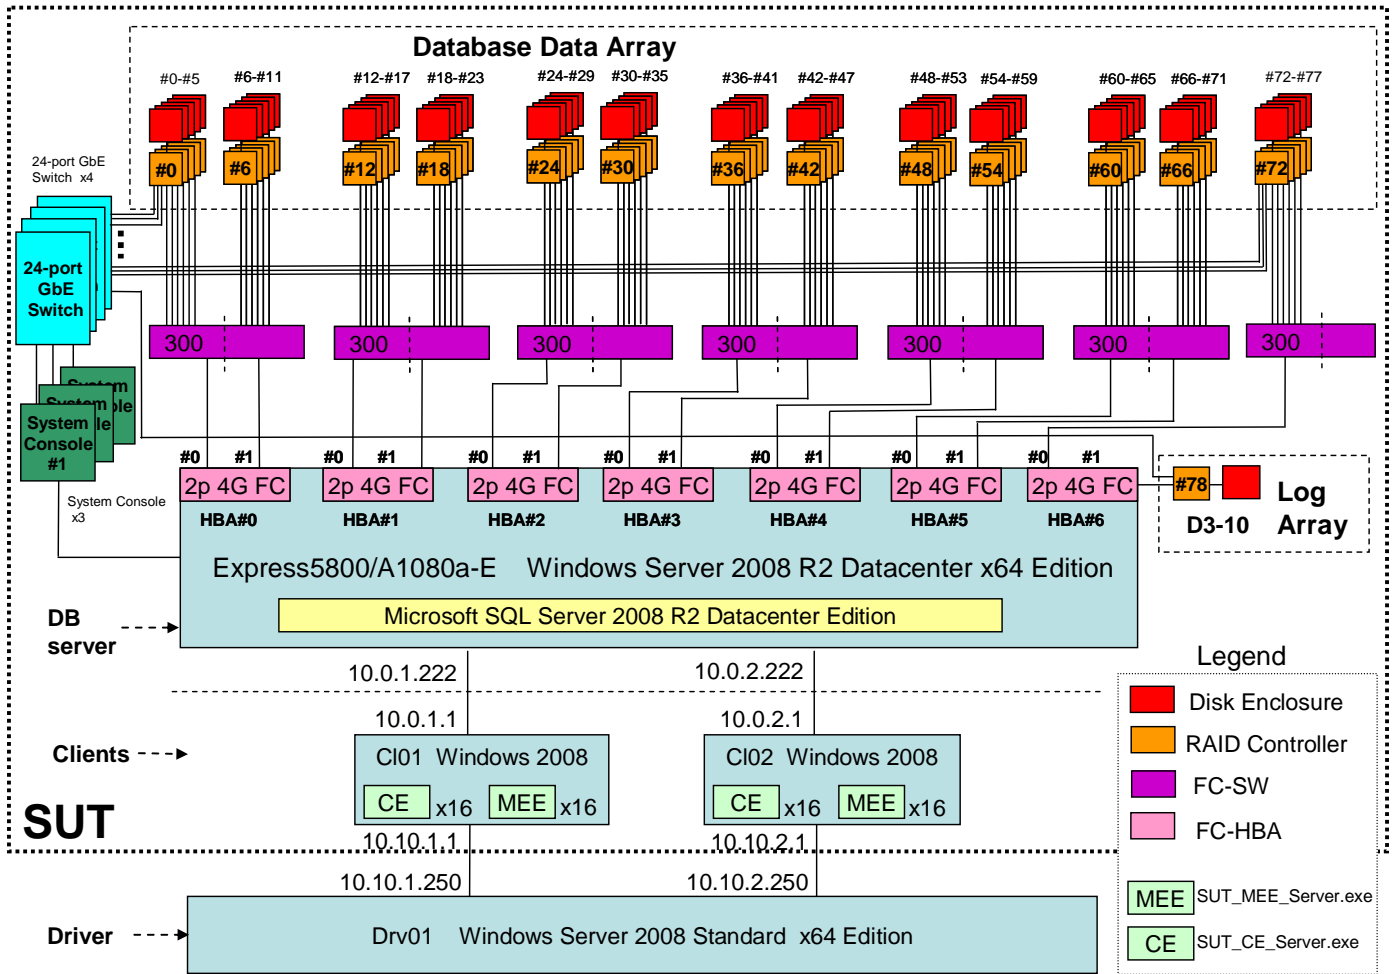 Database Data Array
#0-#5
#6-#11
#12-#17
#18-#23
#24-#29
#30-#35
#36-#41
#42-#47
#48-#53
#54-#59
#60-#65
#66-#71
#72-#77
24-port GbE
Switch x4
#0
#6
#12
#18
#24
#30
#36
#42
#48
#54
#60
#66
#72
24-port
GbE
Switch
300
300
300
300
300
300
300
System
Console
#1
System
System
System Console
x3
#0
#1
#0
#1
#0
#1
#0
#1
#0
#1
#0
#1
#0
#1
2p 4G FC
2p 4G FC
2p 4G FC
2p 4G FC
2p 4G FC
2p 4G FC
2p 4G FC
HBA#0
HBA#1
HBA#2
HBA#3
HBA#4
HBA#5
HBA#6
#78
D3-10
Log
Array
Express5800/A1080a-E Windows Server 2008 R2 Datacenter x64 Edition
Microsoft SQL Server 2008 R2 Datacenter Edition
DB
server
10.0.1.222
10.0.2.222
10.0.1.1
10.0.2.1
Clients
Cl01 Windows 2008
CE x16 MEE x16
Cl02 Windows 2008
CE x16 MEE x16
SUT
10.10.1.1
10.10.2.1
10.10.1.250
10.10.2.250
Driver
Drv01 Windows Server 2008 Standard x64 Edition
Legend
Disk Enclosure
RAID Controller
FC-SW
FC-HBA
MEE SUT_MEE_Server.exe
CE SUT_CE_Server.exe